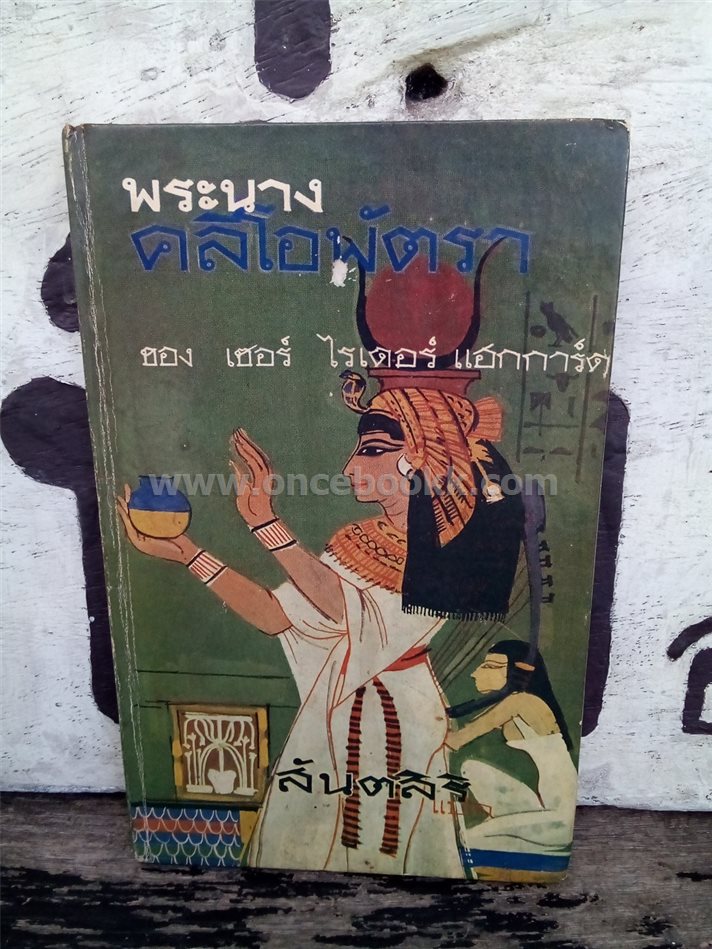 พระนาง
คลีโอพัตรา
ของ เซอร์ ไรเดอร์ แฮกการ์ด
www.oncebookk.com
สันตสิริ